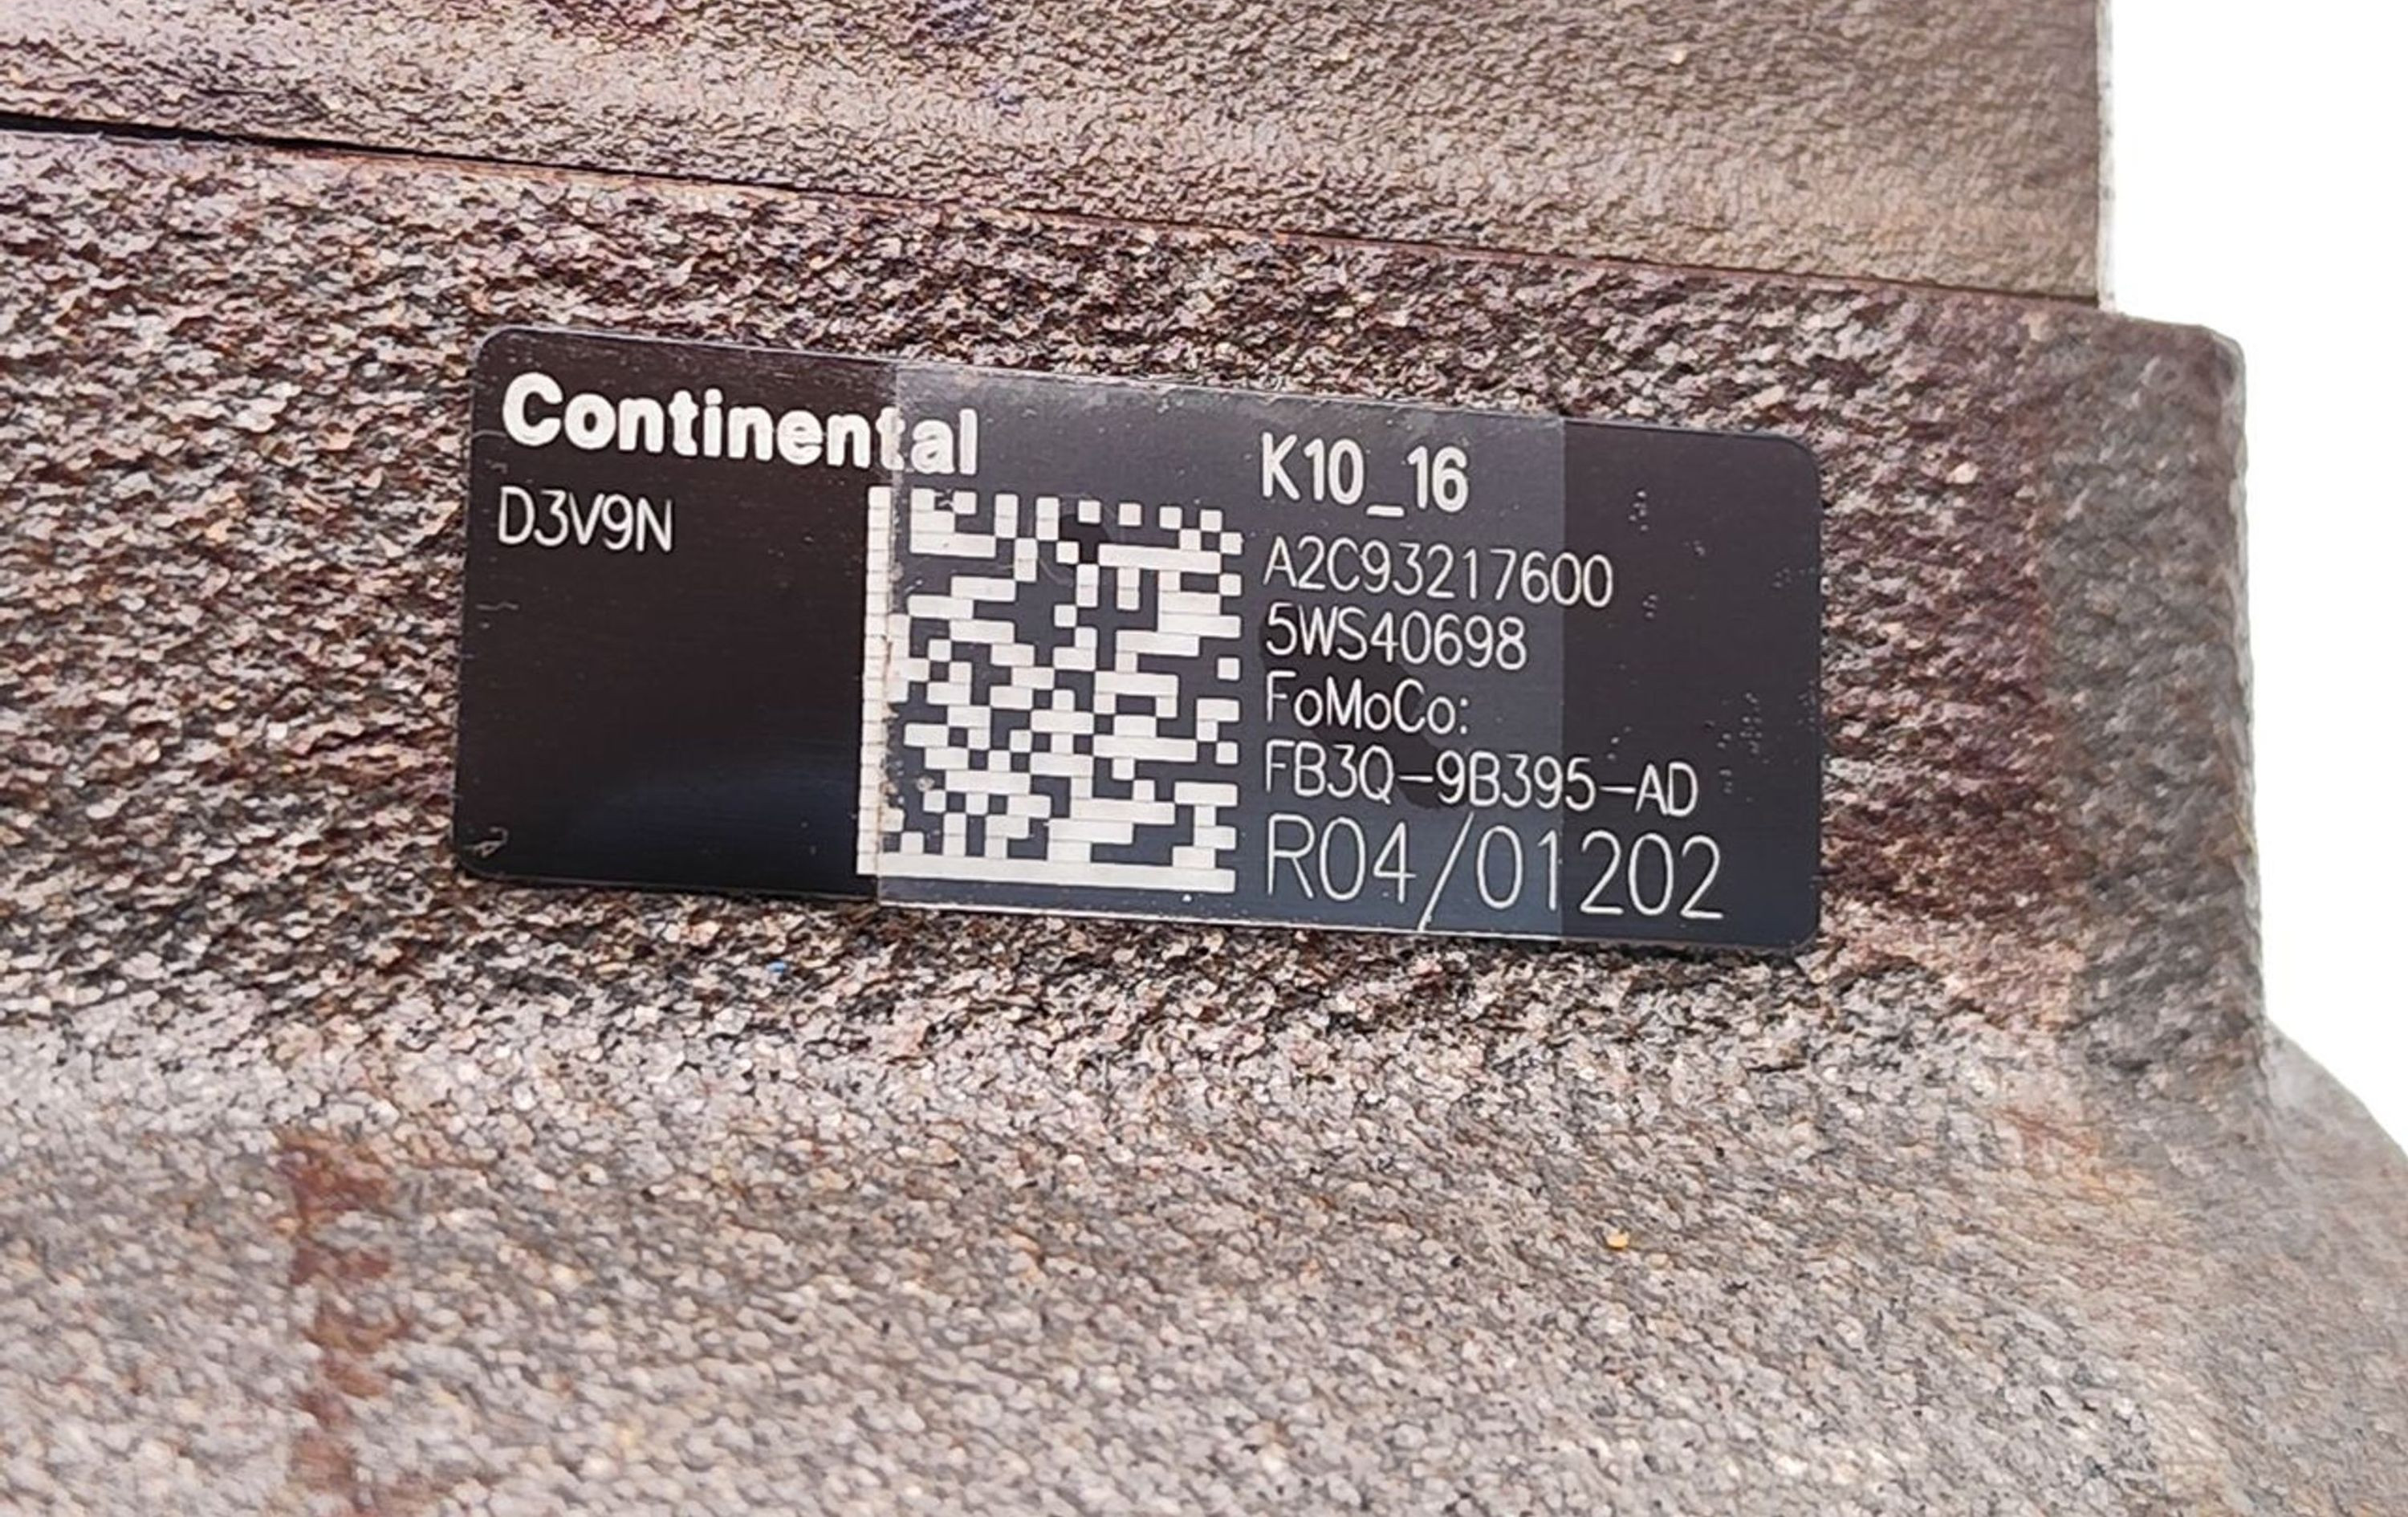 Continental
D3V9N
K10_16
A2C93217600
5WS40698
FoMoCo:
FB3Q-9B395-AD
R04/01202